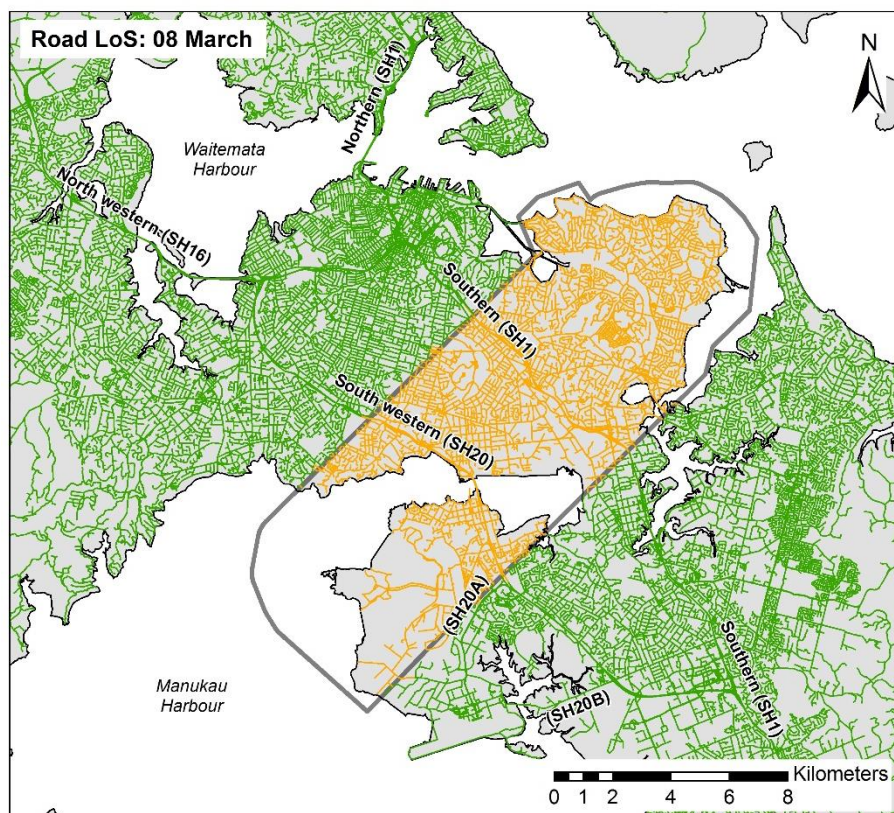 Road LoS: 08 March
N
Northern (SH1)
Waitemata
Harbour
North western (SH16)
Southern (SH1)
South western (SH20)
(SH20A)
Southern (SH1)
Manukau
Harbour
(SH20B)
Kilometers
0 1 2 4 6 8